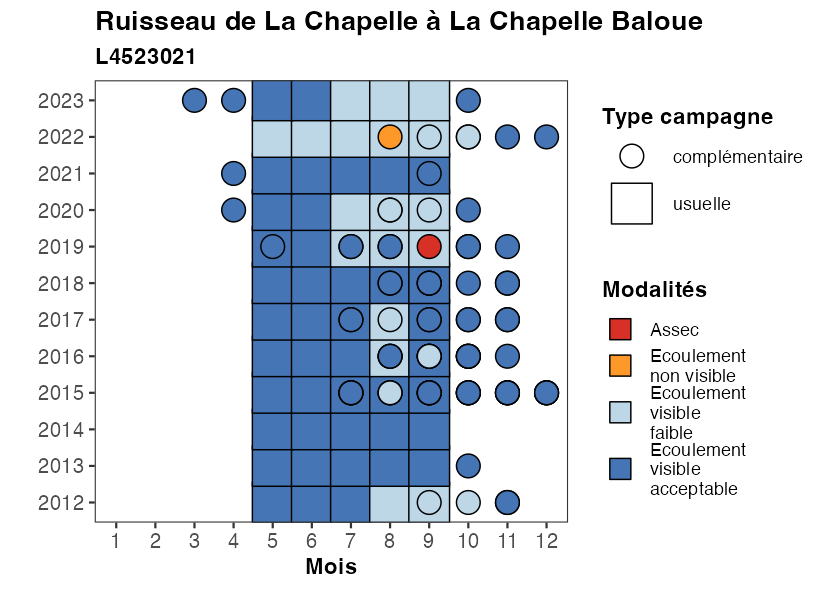 Ruisseau de La Chapelle à La Chapelle Baloue
L4523021
2023
2022
2021
2020
2019
2018
2017
2016
2015
2014
2013
2012
1 2 3 4 5 6 7 8 9 10 11 12
Mois
Type campagne
complémentaire
usuelle
Modalités
Assec
Ecoulement
non visible
Ecoulement
visible
faible
Ecoulement
visible
acceptable